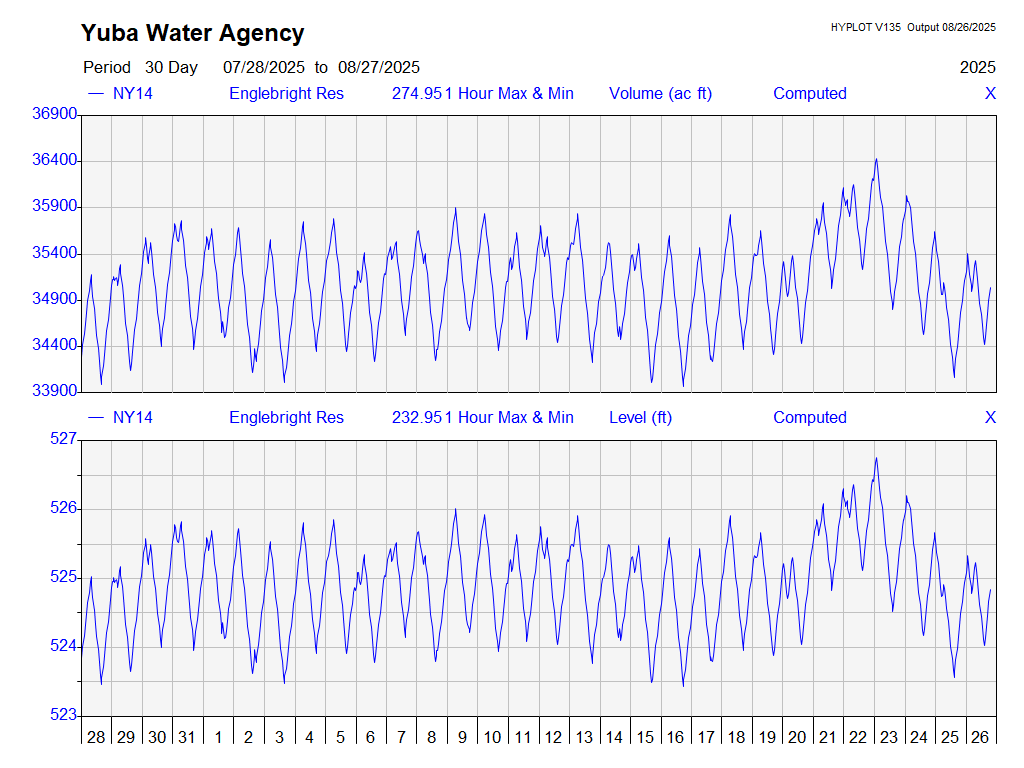 Yuba Water Agency
HYPLOT V135 Output 08/26/2025
Period 30 Day 07/28/2025 to 08/27/2025
2025
NY14 Englebright Res 274.951 Hour Max & Min Volume (ac ft) Computed X
36900
36400
35900
35400
34900
34400
33900
NY14 Englebright Res 232.951 Hour Max & Min Level (ft) Computed X
527
526
525
524
523
28 29 30 31 1 2 3 4 5 6 7 8 9 10 11 12 13 14 15 16 17 18 19 20 21 22 23 24 25 26